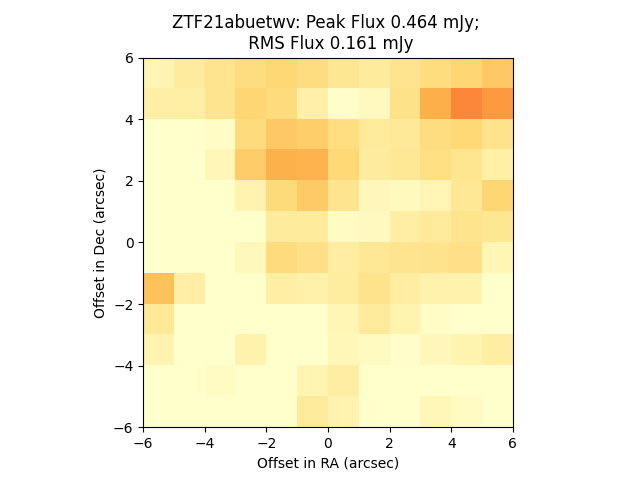 ZTF21abuetwv: Peak Flux 0.464 mJy;
RMS Flux 0.161 mJy
6
4
2
0
−2
−4
−6
Offset in Dec (arcsec)
−6 −4 −2 0 2 4 6
Offset in RA (arcsec)